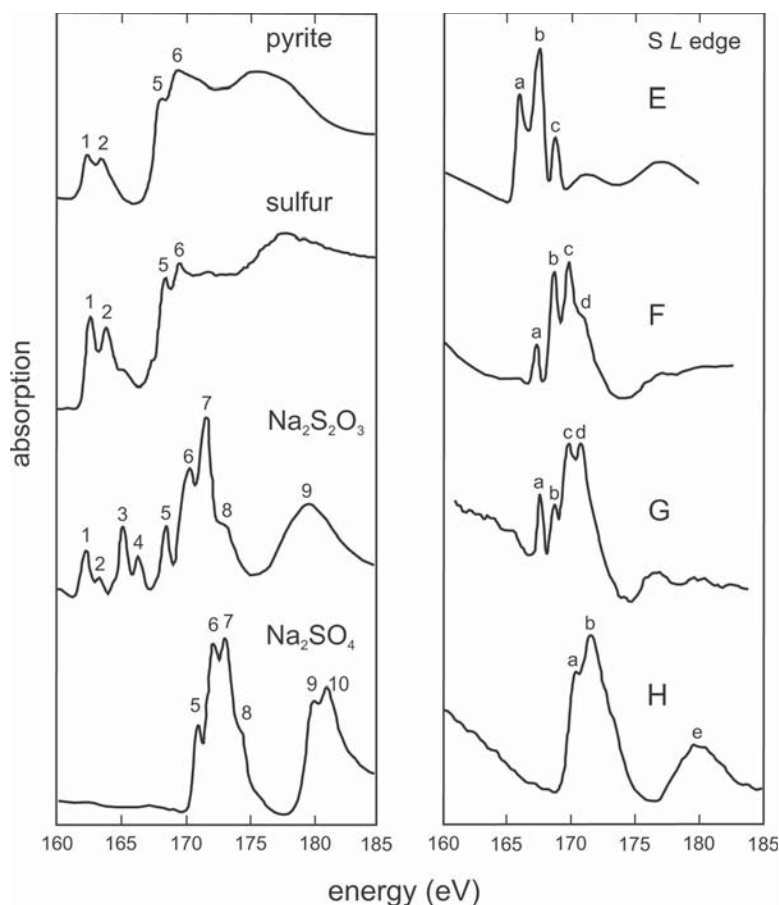 pyrite
5
6
1
2
sulfur
5
6
1
2
Na₂S₂O₃
7
6
8
9
1
2
3
4
5
Na₂SO₄
6
7
5
8
9
10
160
165
170
175
180
185
absorption
S L edge
E
a
b
c
F
a
b
c
d
G
a
b
c
d
H
a
b
e
160
165
170
175
180
185
energy (eV)